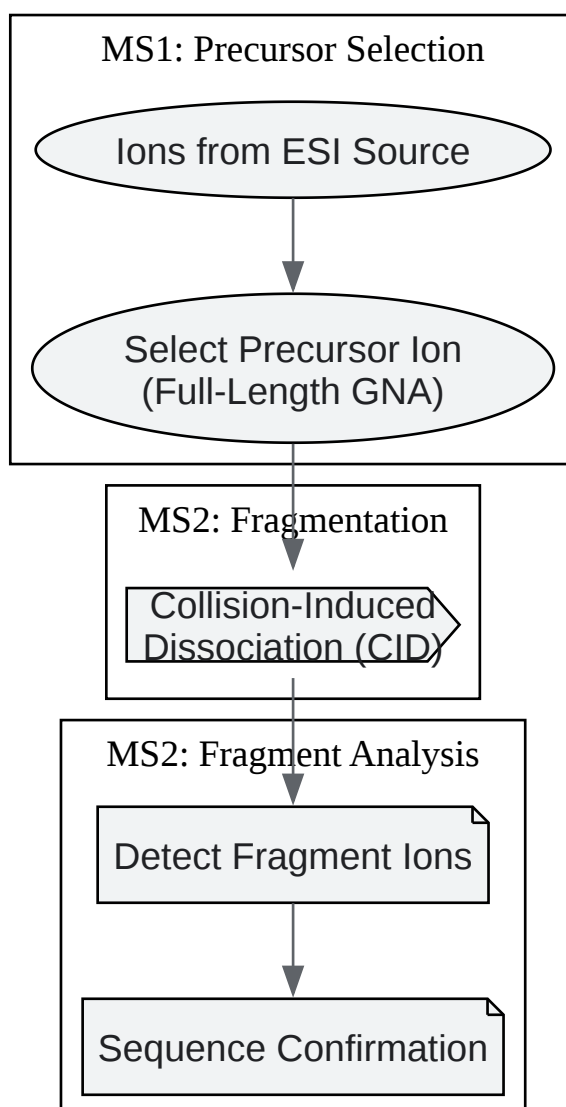 MS1: Precursor Selection
Ions from ESI Source
Select Precursor Ion
(Full-Length GNA)
MS2: Fragmentation
Collision-Induced
Dissociation (CID)
MS2: Fragment Analysis
Detect Fragment Ions
Sequence Confirmation